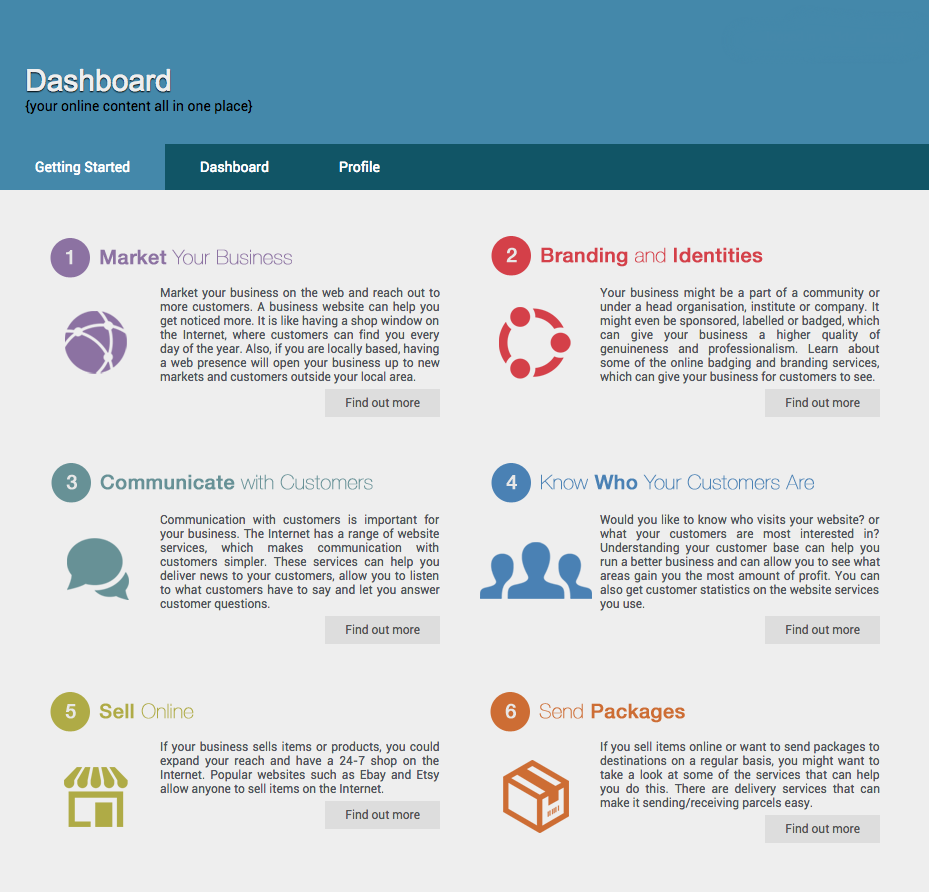 Dashboard
{your online content all in one place}
Getting Started
Dashboard
Profile
1 Market Your Business
Market your business on the web and reach out to
more customers. A business website can help you
get noticed more. It is like having a shop window on
the Internet, where customers can find you every
day of the year. Also, if you are locally based, having
a web presence will open your business up to new
markets and customers outside your local area.
Find out more
2 Branding and Identities
Your business might be a part of a community or
under a head organisation, institute or company. It
might even be sponsored, labelled or badged, which
can give your business a higher quality of
genuineness and professionalism. Learn about
some of the online badging and branding services,
which can give your business for customers to see.
Find out more
3 Communicate with Customers
Communication with customers is important for
your business. The Internet has a range of website
services, which makes communication with
customers simpler. These services can help you
deliver news to your customers, allow you to listen
to what customers have to say and let you answer
customer questions.
Find out more
4 Know Who Your Customers Are
Would you like to know who visits your website? or
what your customers are most interested in?
Understanding your customer base can help you
run a better business and can allow you to see what
areas gain you the most amount of profit. You can
also get customer statistics on the website services
you use.
Find out more
5 Sell Online
If your business sells items or products, you could
expand your reach and have a 24-7 shop on the
Internet. Popular websites such as Ebay and Etsy
allow anyone to sell items on the Internet.
Find out more
6 Send Packages
If you sell items online or want to send packages to
destinations on a regular basis, you might want to
take a look at some of the services that can help
you do this. There are delivery services that can
make it sending/receiving parcels easy.
Find out more